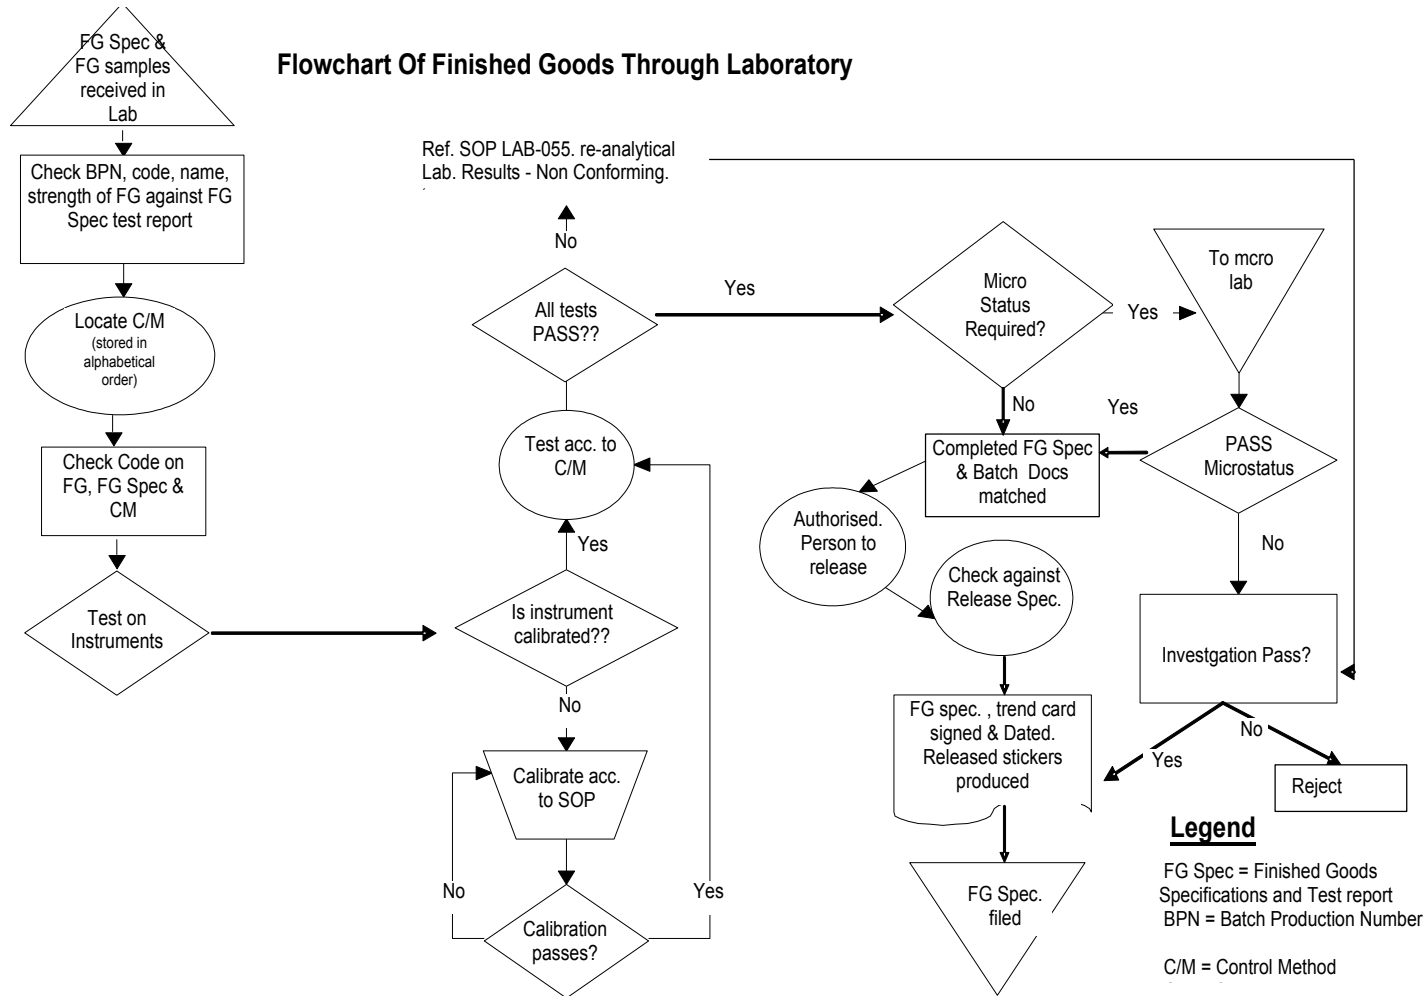 Flowchart Of Finished Goods Through Laboratory
FG Spec &
FG samples
received in
Lab
Check BPN, code, name,
strength of FG against FG
Spec test report
Locate C/M
(stored in
alphabetical
order)
Check Code on
FG, FG Spec &
CM
Test on
Instruments
Ref. SOP LAB-055. re-analytical
Lab. Results - Non Conforming.
No
All tests
PASS??
Yes
Test acc. to
C/M
Yes
Is instrument
calibrated??
No
Calibrate acc.
to SOP
No
Yes
Calibration
passes?
Micro
Status
Required?
Yes
No
To mcro
lab
Yes
PASS
Microstatus
No
Completed FG Spec
& Batch Docs
matched
Authorised.
Person to
release
Check against
Release Spec.
Investgation Pass?
Yes
No
Reject
FG spec. , trend card
signed & Dated.
Released stickers
produced
FG Spec.
filed
Legend
FG Spec = Finished Goods
Specifications and Test report
BPN = Batch Production Number
C/M = Control Method